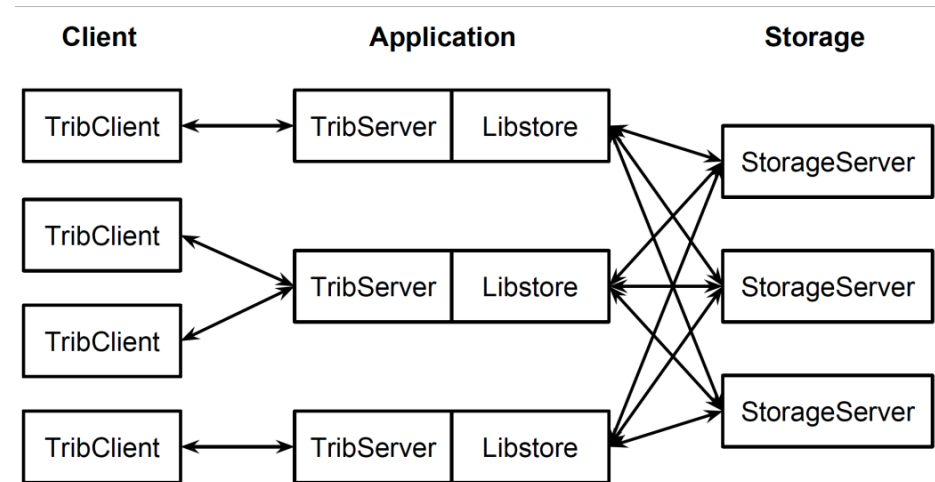 Client Application Storage
TribClient TribServer Libstore
StorageServer
TribClient
TribServer Libstore StorageServer
TribClient
StorageServer
TribClient TribServer Libstore